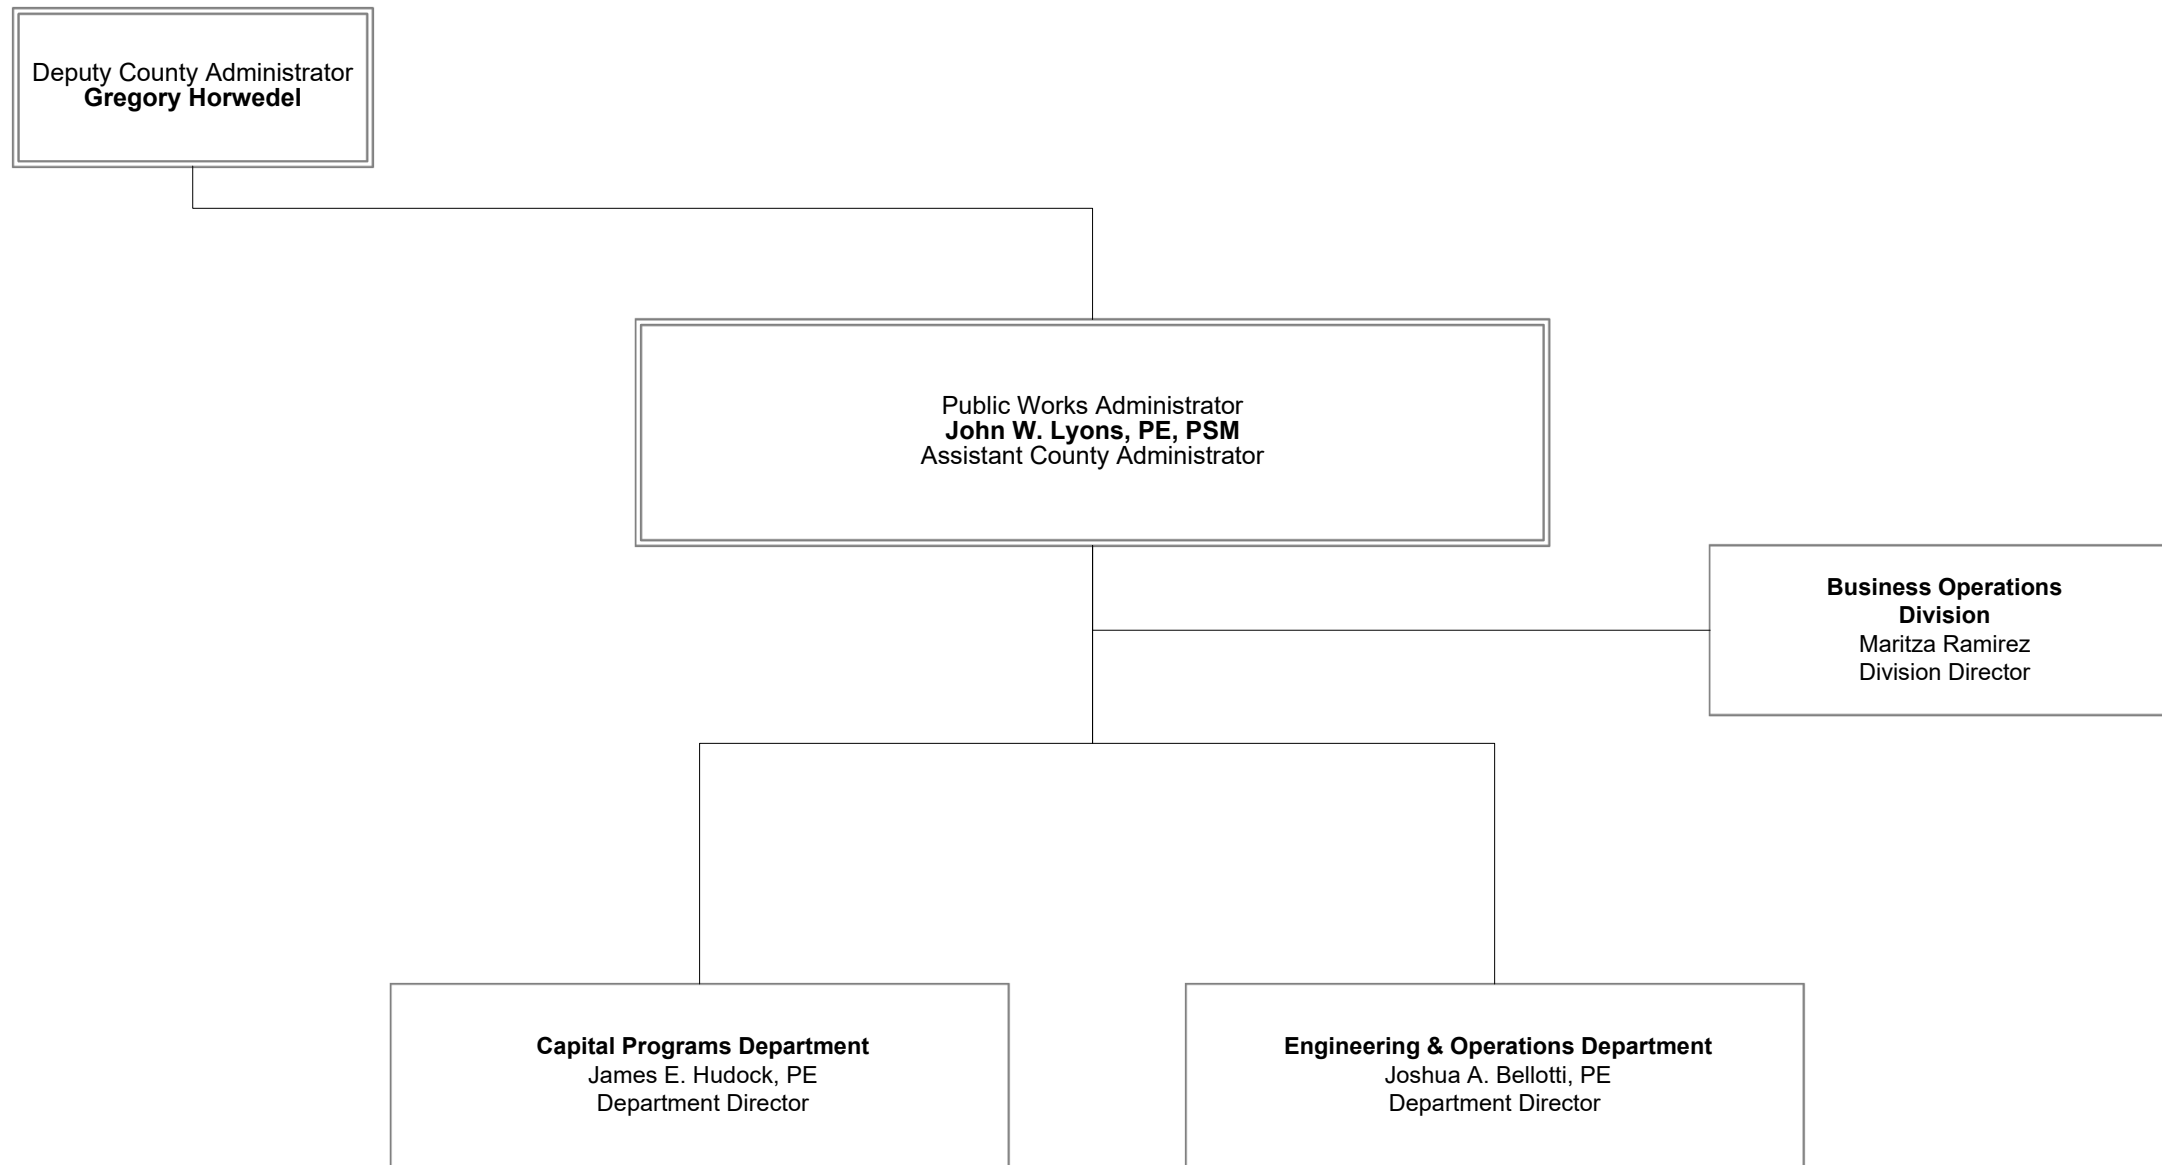 Deputy County Administrator
Gregory Horwedel
Public Works Administrator
John W. Lyons, PE, PSM
Assistant County Administrator
Business Operations
Division
Maritza Ramirez
Division Director
Capital Programs Department
James E. Hudock, PE
Department Director
Engineering & Operations Department
Joshua A. Bellotti, PE
Department Director